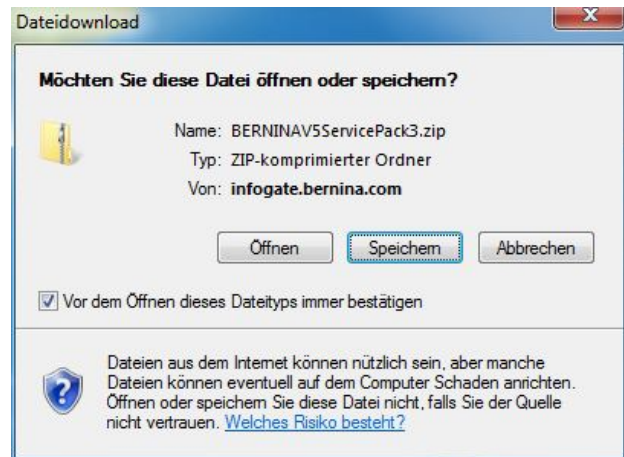 Dateidownload
Möchten Sie diese Datei öffnen oder speichern?
Name: BERNINAV5ServicePack3.zip
Typ: ZIP-komprimierter Ordner
Von: infogate.bernina.com
Öffnen Speichern Abbrechen
Vor dem Öffnen dieses Dateityps immer bestätigen
Dateien aus dem Internet können nützlich sein, aber manche
Dateien können eventuell auf dem Computer Schaden anrichten.
Öffnen oder speichern Sie diese Datei nicht, falls Sie der Quelle
nicht vertrauen. Welches Risiko besteht?